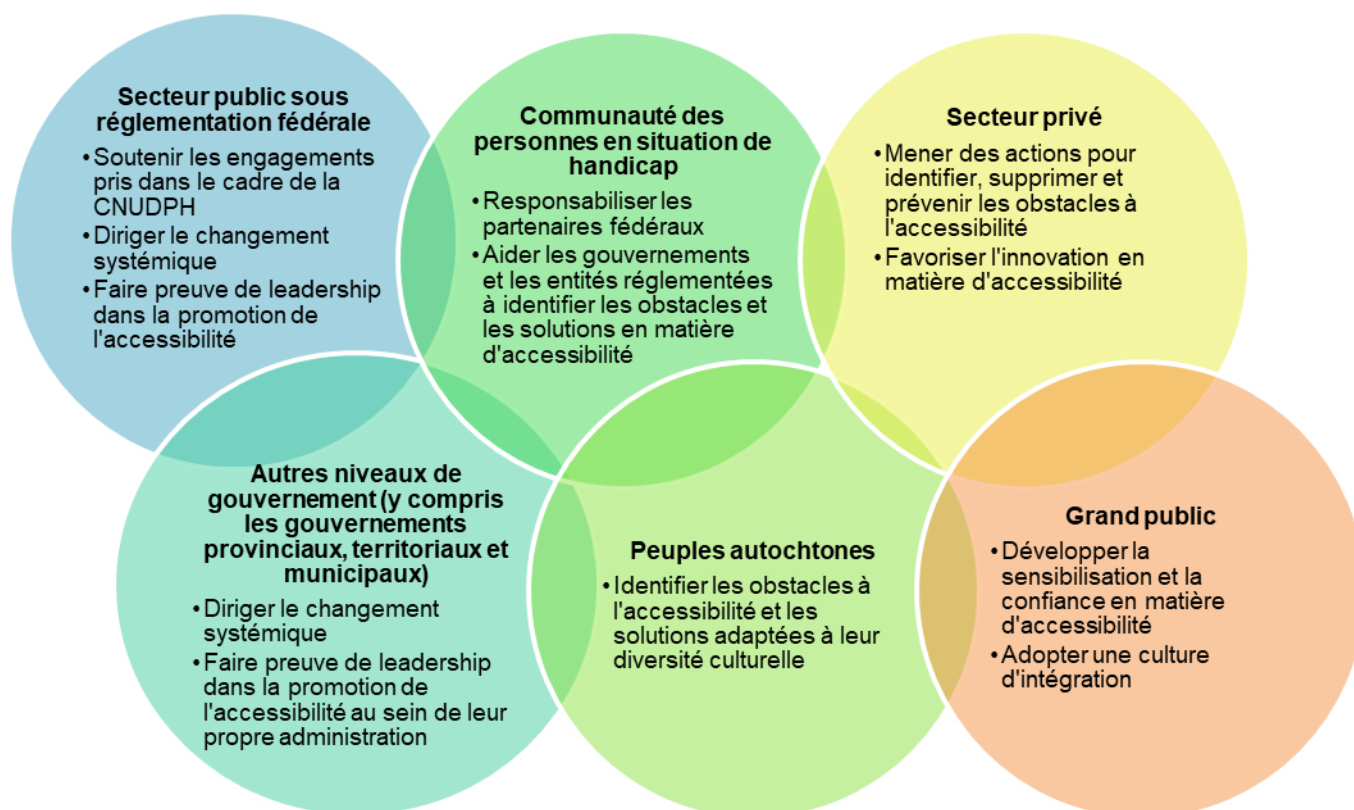 Secteur public sous
réglementation fédérale
•Soutenir les engagements
pris dans le cadre de la
CNUDPH
•Diriger le changement
systémique
•Faire preuve de leadership
dans la promotion de
l'accessibilité
Communauté des
personnes en situation de
handicap
•Responsabiliser les
partenaires fédéraux
•Aider les gouvernements
et les entités réglementées
à identifier les obstacles et
les solutions en matière
d'accessibilité
Secteur privé
•Mener des actions pour
identifier, supprimer et
prévenir les obstacles à
l'accessibilité
•Favoriser l'innovation en
matière d'accessibilité
Autres niveaux de
gouvernement (y compris
les gouvernements
provinciaux, territoriaux et
municipaux)
•Diriger le changement
systémique
•Faire preuve de leadership
dans la promotion de
l'accessibilité au sein de leur
propre administration
Peuples autochtones
•Identifier les obstacles à
l'accessibilité et les
solutions adaptées à leur
diversité culturelle
Grand public
•Développer la
sensibilisation et la
confiance en matière
d'accessibilité
•Adopter une culture
d'intégration